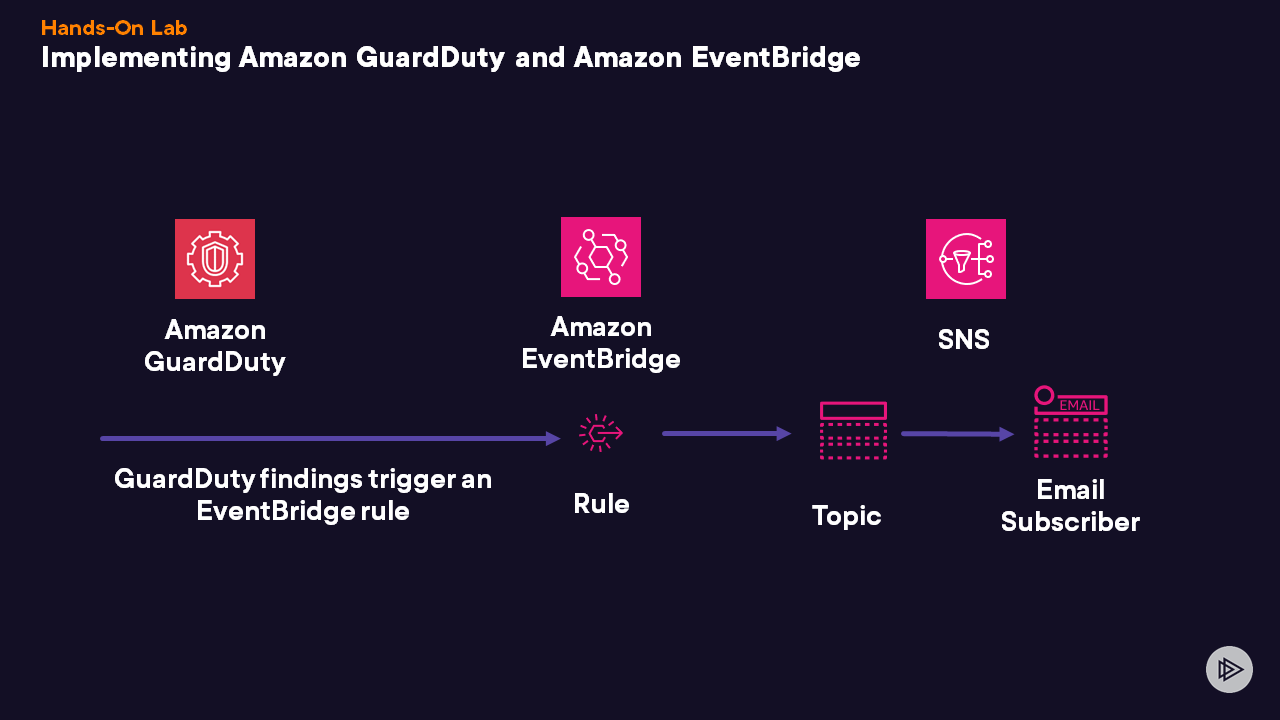 Hands-On Lab
Implementing Amazon GuardDuty and Amazon EventBridge
Amazon
GuardDuty
Amazon
EventBridge
SNS
EMAIL
GuardDuty findings trigger an
EventBridge rule
Rule
Topic
Email
Subscriber